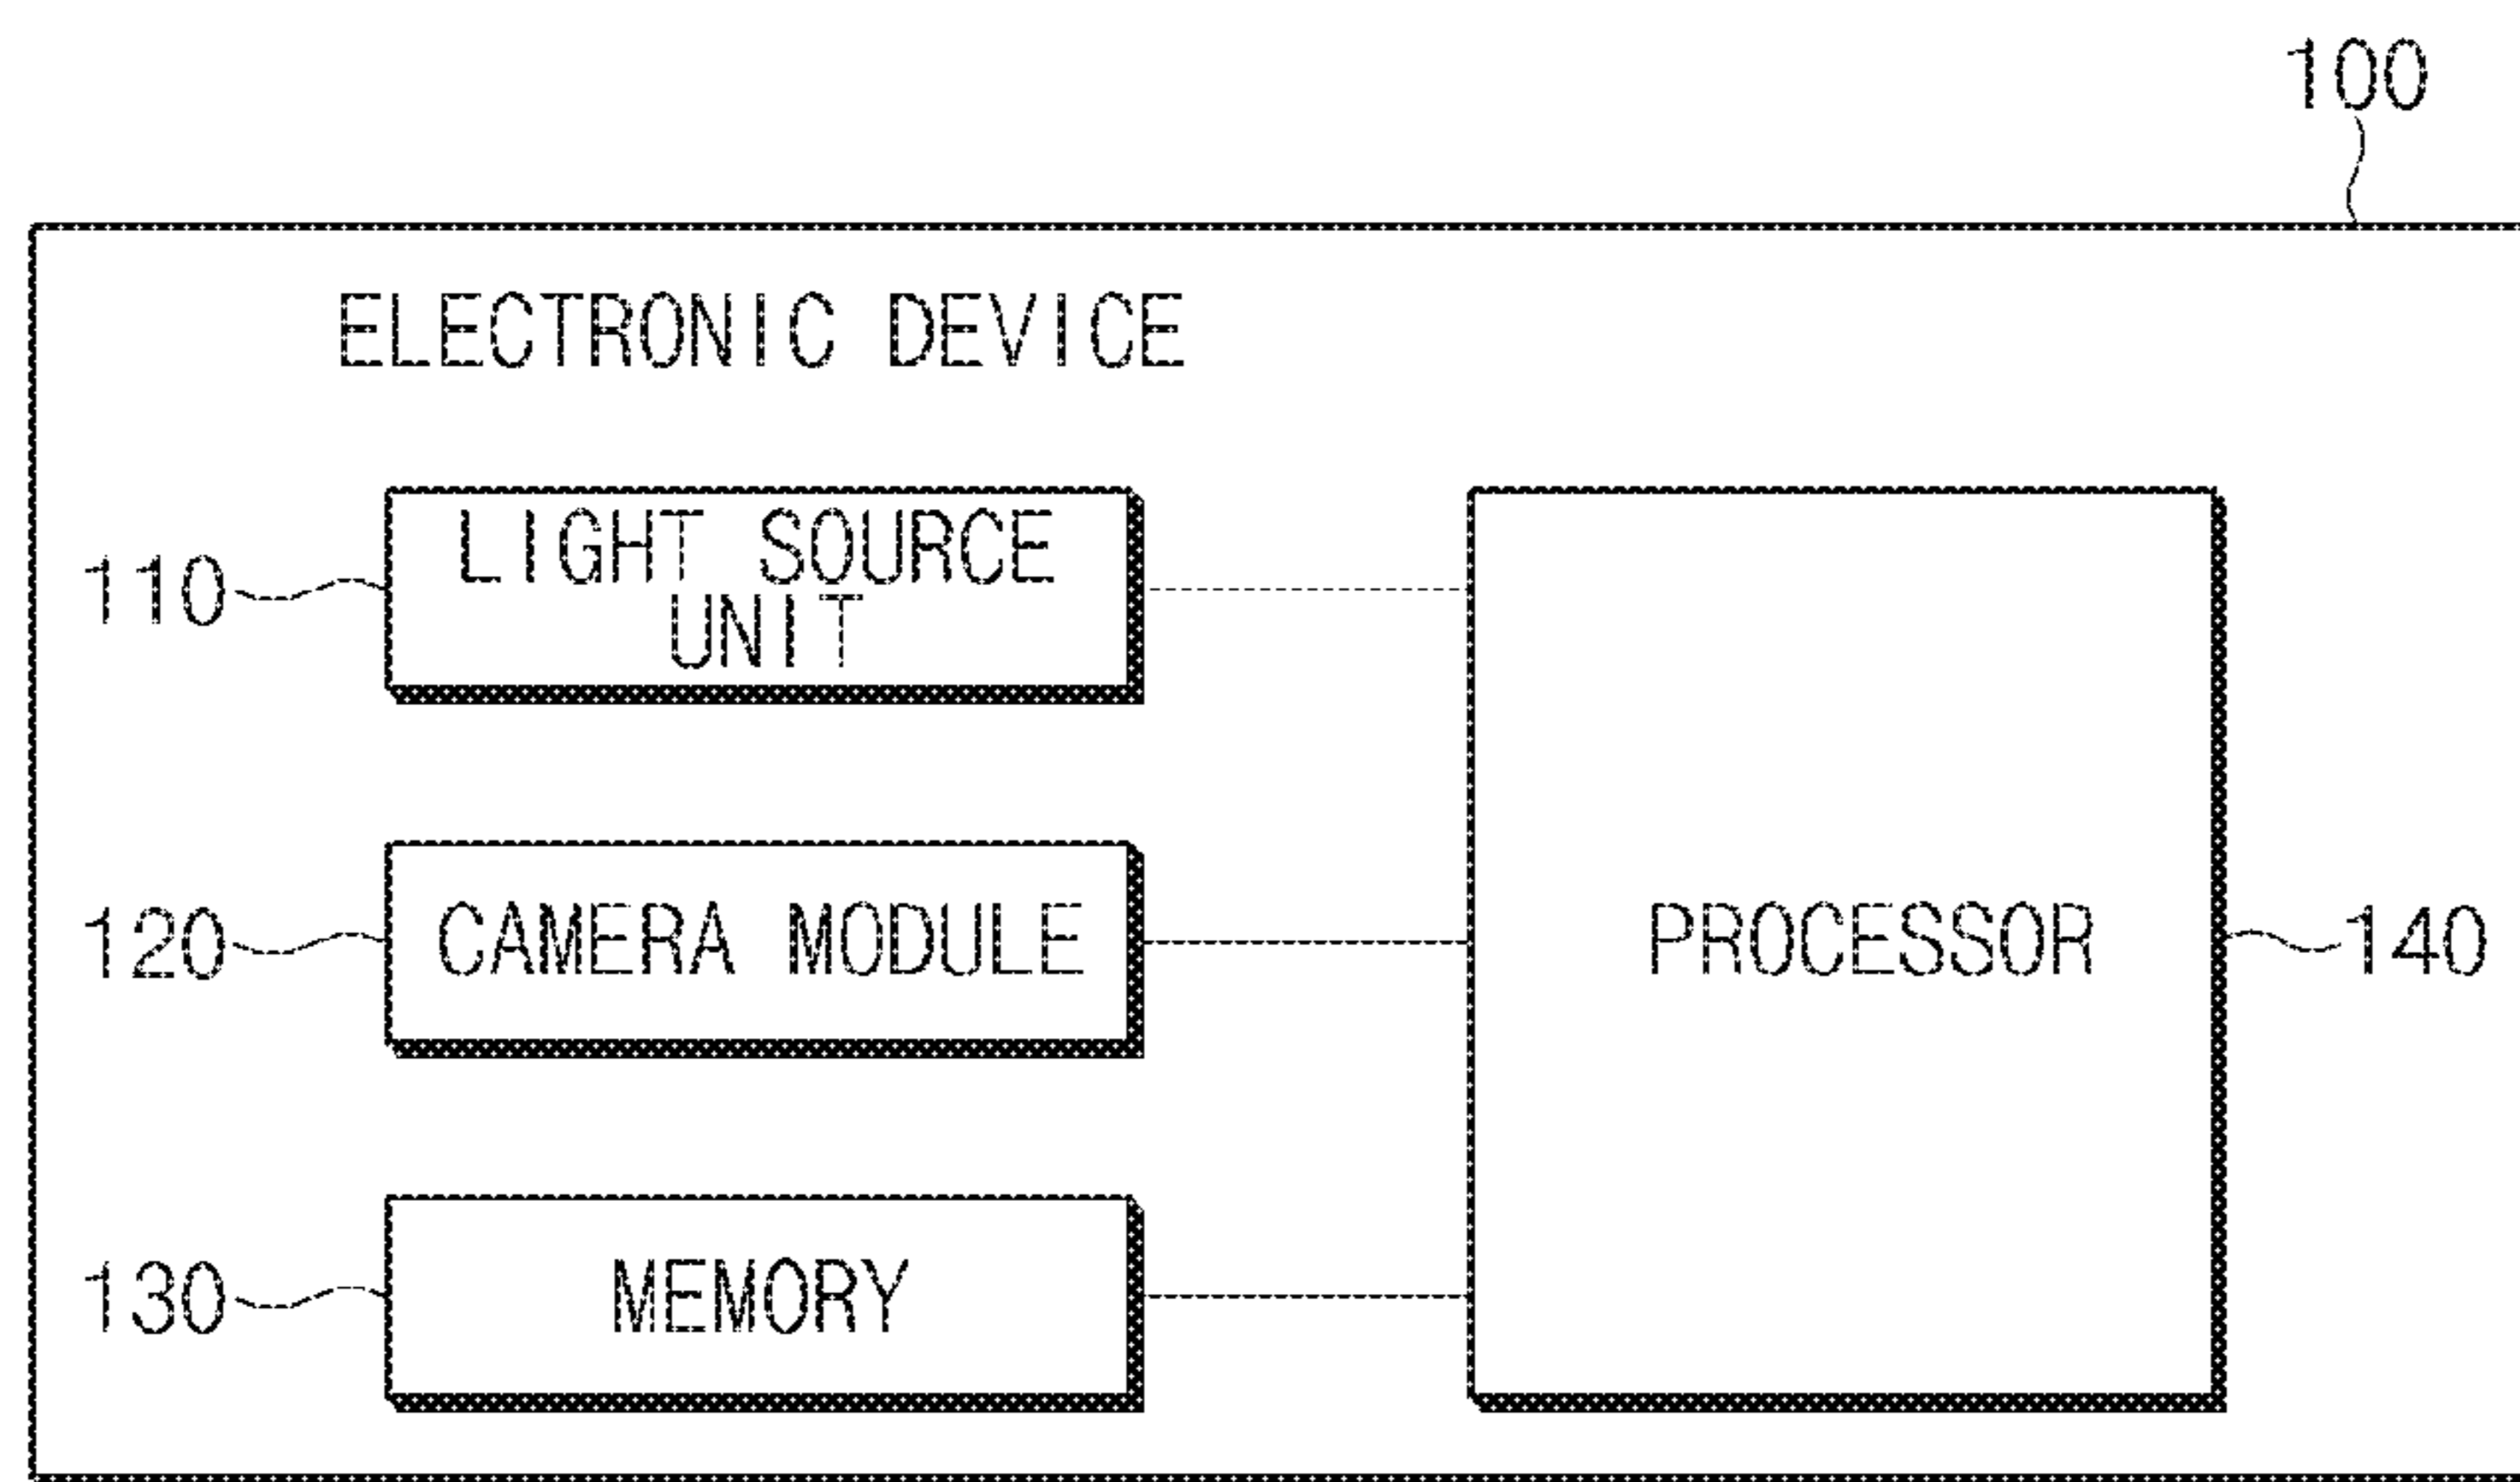 100
ELECTRONIC DEVICE
110
LIGHT SOURCE
UNIT
120
CAMERA MODULE
PROCESSOR
140
130
MEMORY